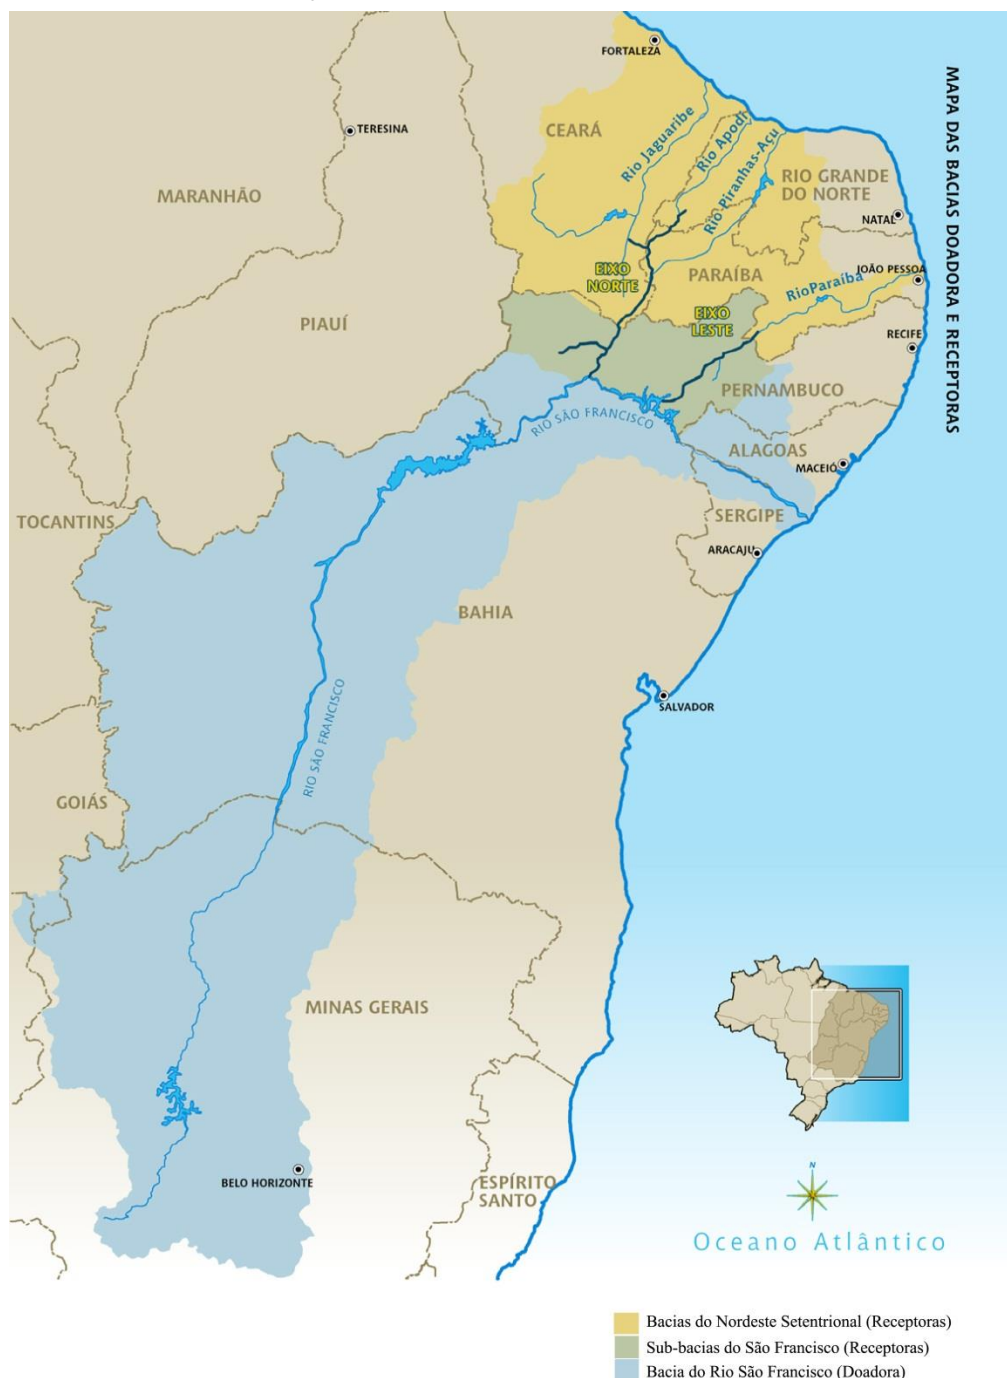 FORTALEZA
MAPA DAS BACIAS DOADORA E RECEPTORAS
TERESINA
CEARÁ
Rio Jaguaribe
Rio Apodi
Rio-Piranhas-Açu
RIO GRANDE
DO NORTE
MARANHÃO
NATAL
EIXO
NORTE
PARAÍBA
JOÃO PESSOA
RioParaíba
PIAUÍ
EIXO
LESTE
RECIFE
PERNAMBUCO
RIO SÃO FRANCISCO
ALAGOAS
MACEIÓ
TOCANTINS
SERGIPE
ARACAJU
BAHIA
SALVADOR
RIO SÃO FRANCISCO
GOIÁS
MINAS GERAIS
BELO HORIZONTE
ESPÍRITO
SANTO
N
Oceano Atlântico
Bacias do Nordeste Setentrional (Receptoras)
Sub-bacias do São Francisco (Receptoras)
Bacia do Rio São Francisco (Doadora)